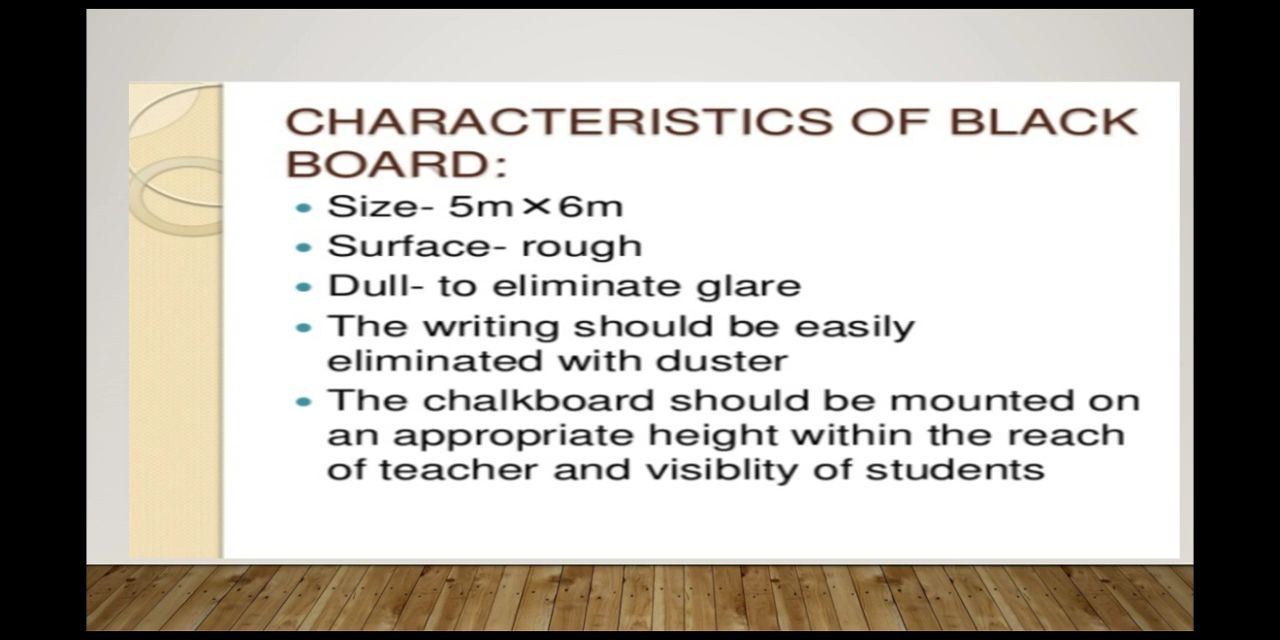 CHARACTERISTICS OF BLACK
BOARD:
• Size- 5m×6m
• Surface- rough
• Dull- to eliminate glare
• The writing should be easily
eliminated with duster
• The chalkboard should be mounted on
an appropriate height within the reach
of teacher and visiblity of students